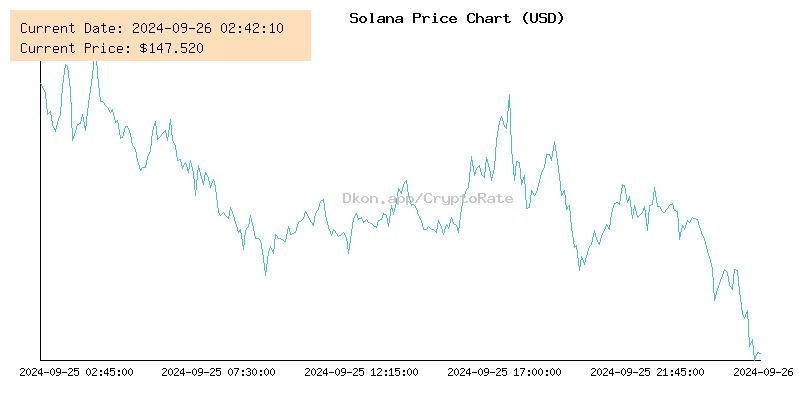 Solana Price Chart (USD)
Current Date: 2024-09-26 02:42:10
Current Price: $147.520
Dkon.app/CryptoRate
2024-09-25 02:45:00 2024-09-25 07:30:00 2024-09-25 12:15:00 2024-09-25 17:00:00 2024-09-25 21:45:00 2024-09-26